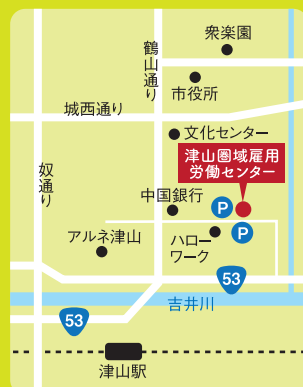 衆楽園
鶴山通り
市役所
城西通り
文化センター
津山圏域雇用
労働センター
奴通り
中国銀行
P
アルネ津山
ハロー
ワーク
P
53
吉井川
53
津山駅